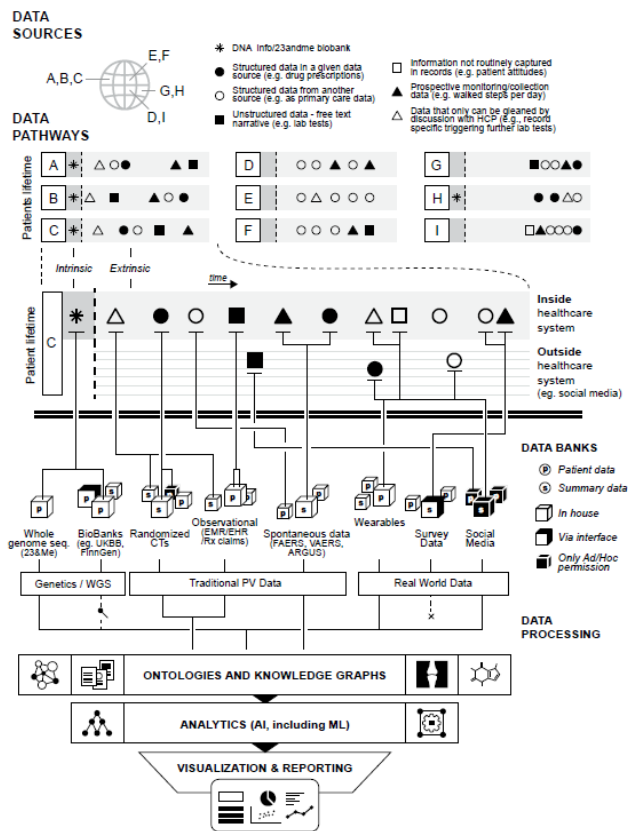 DATA
SOURCES
E,F
A,B,C
G,H
D,I
DNA Info/23andme biobank
Structured data in a given data
source (e.g. drug prescriptions)
Structured data from another
source (e.g. as primary care data)
Unstructured data - free text
narrative (e.g. lab tests)
Information not routinely captured
in records (e.g. patient attitudes)
Prospective monitoring/collection
data (e.g. walked steps per day)
Data that only can be gleaned by
discussion with HCP (e.g., record
specific triggering further lab tests)
DATA
PATHWAYS
Patients lifetime
A
B
C
D
E
F
G
H
I
Intrinsic
Extrinsic
time
Patient lifetime
C
Inside
healthcare
system
Outside
healthcare
system
(eg. social media)
DATA BANKS
P Patient data
S Summary data
In house
Via interface
Only Ad/Hoc
permission
Whole
genome seq.
(23&Me)
BioBanks
(eg. UKBB,
FinnGen)
Randomized
CTs
Observational
(EMR/EHR
/Rx claims)
Spontaneous data
(FAERS, VAERS,
ARGUS)
Wearables
Survey
Data
Social
Media
Genetics / WGS
Traditional PV Data
Real World Data
DATA
PROCESSING
ONTOLOGIES AND KNOWLEDGE GRAPHS
ANALYTICS (AI, including ML)
VISUALIZATION & REPORTING